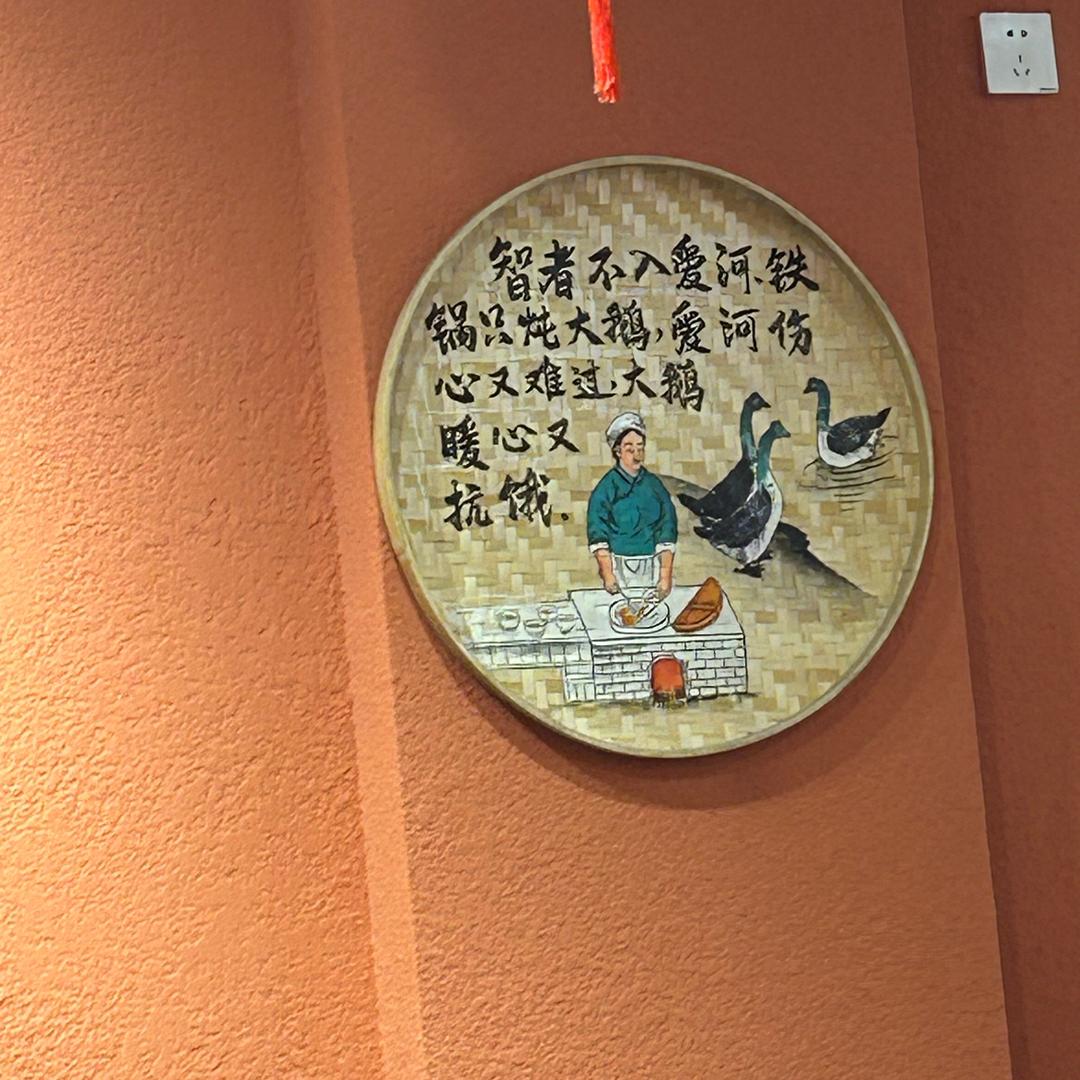 智者不入爱河、铁
锅只炖大鹅,爱河伤
心又难过,大鹅
暖心又
抗饿。